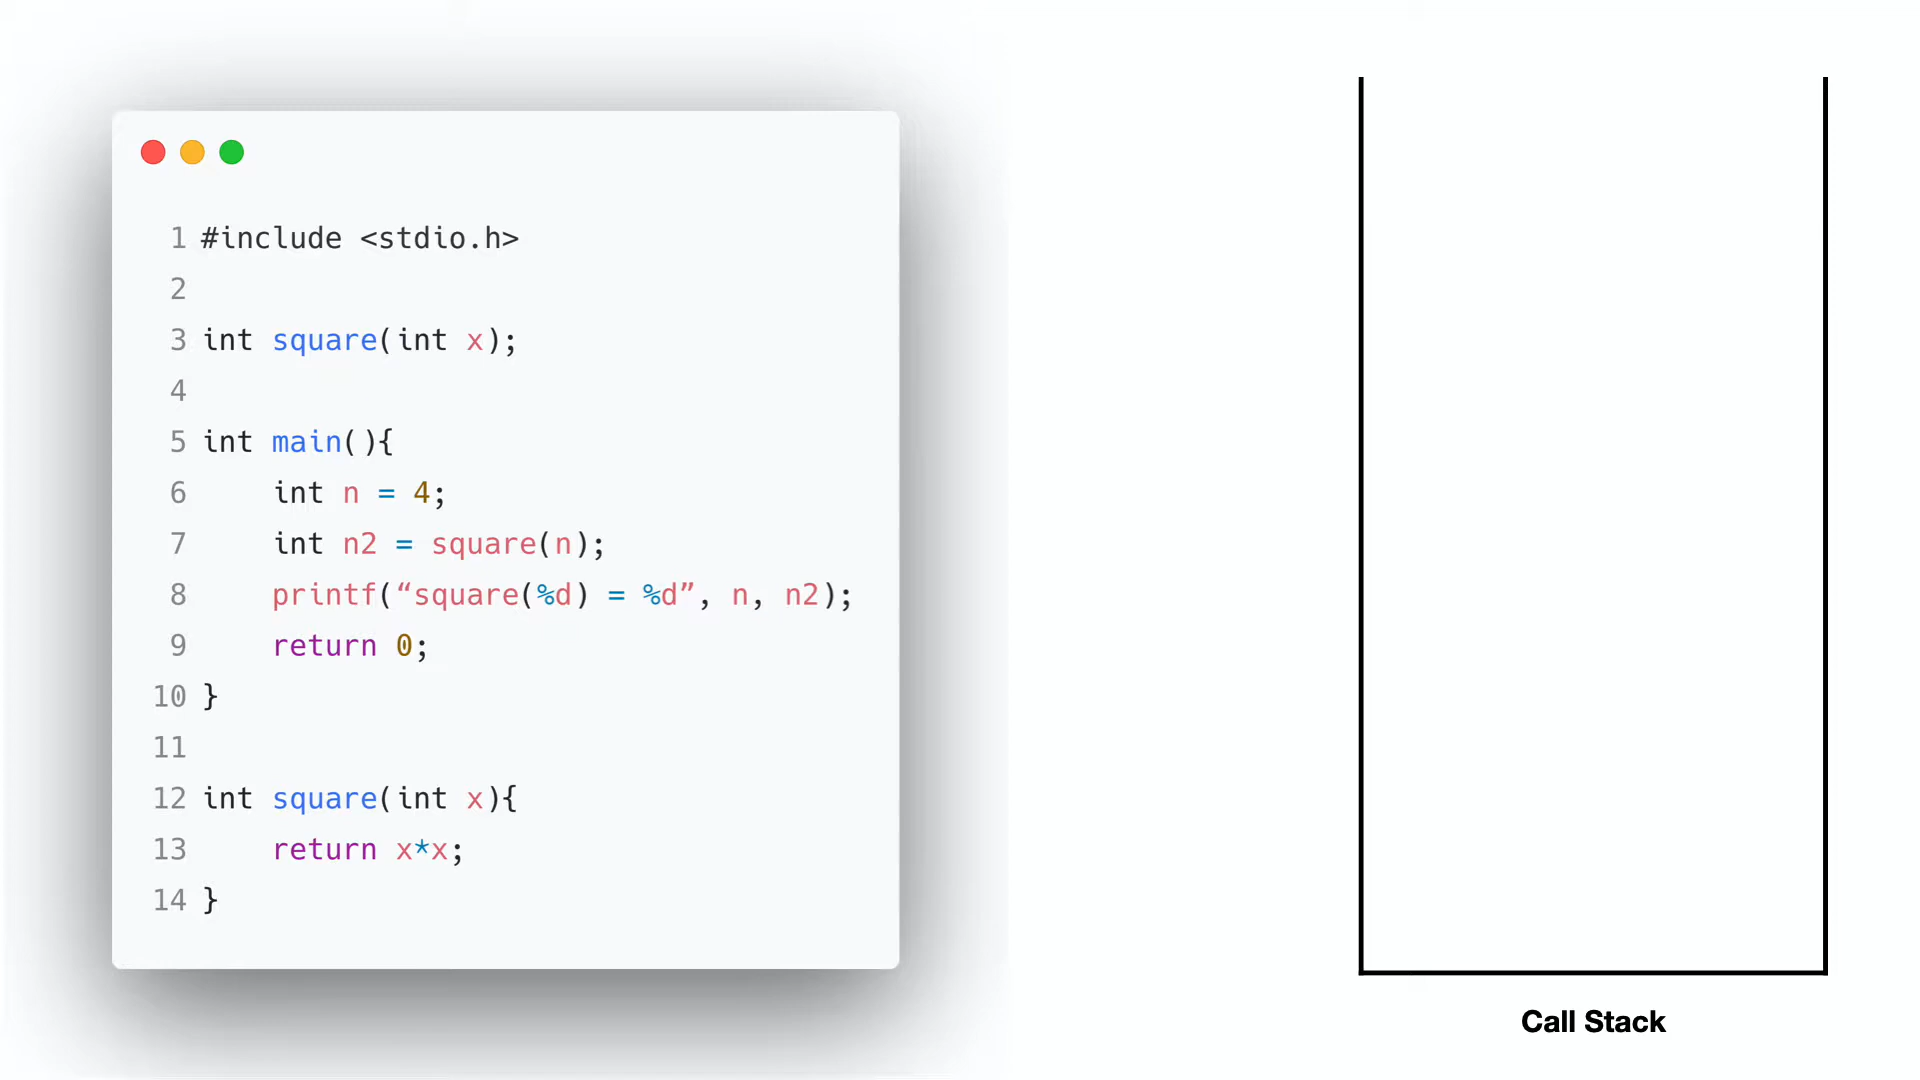 1 #include <stdio.h>
2
3 int square(int x);
4
5 int main(){
6     int n = 4;
7     int n2 = square(n);
8     printf(“square(%d) = %d”, n, n2);
9     return 0;
10 }
11
12 int square(int x){
13     return x*x;
14 }
Call Stack